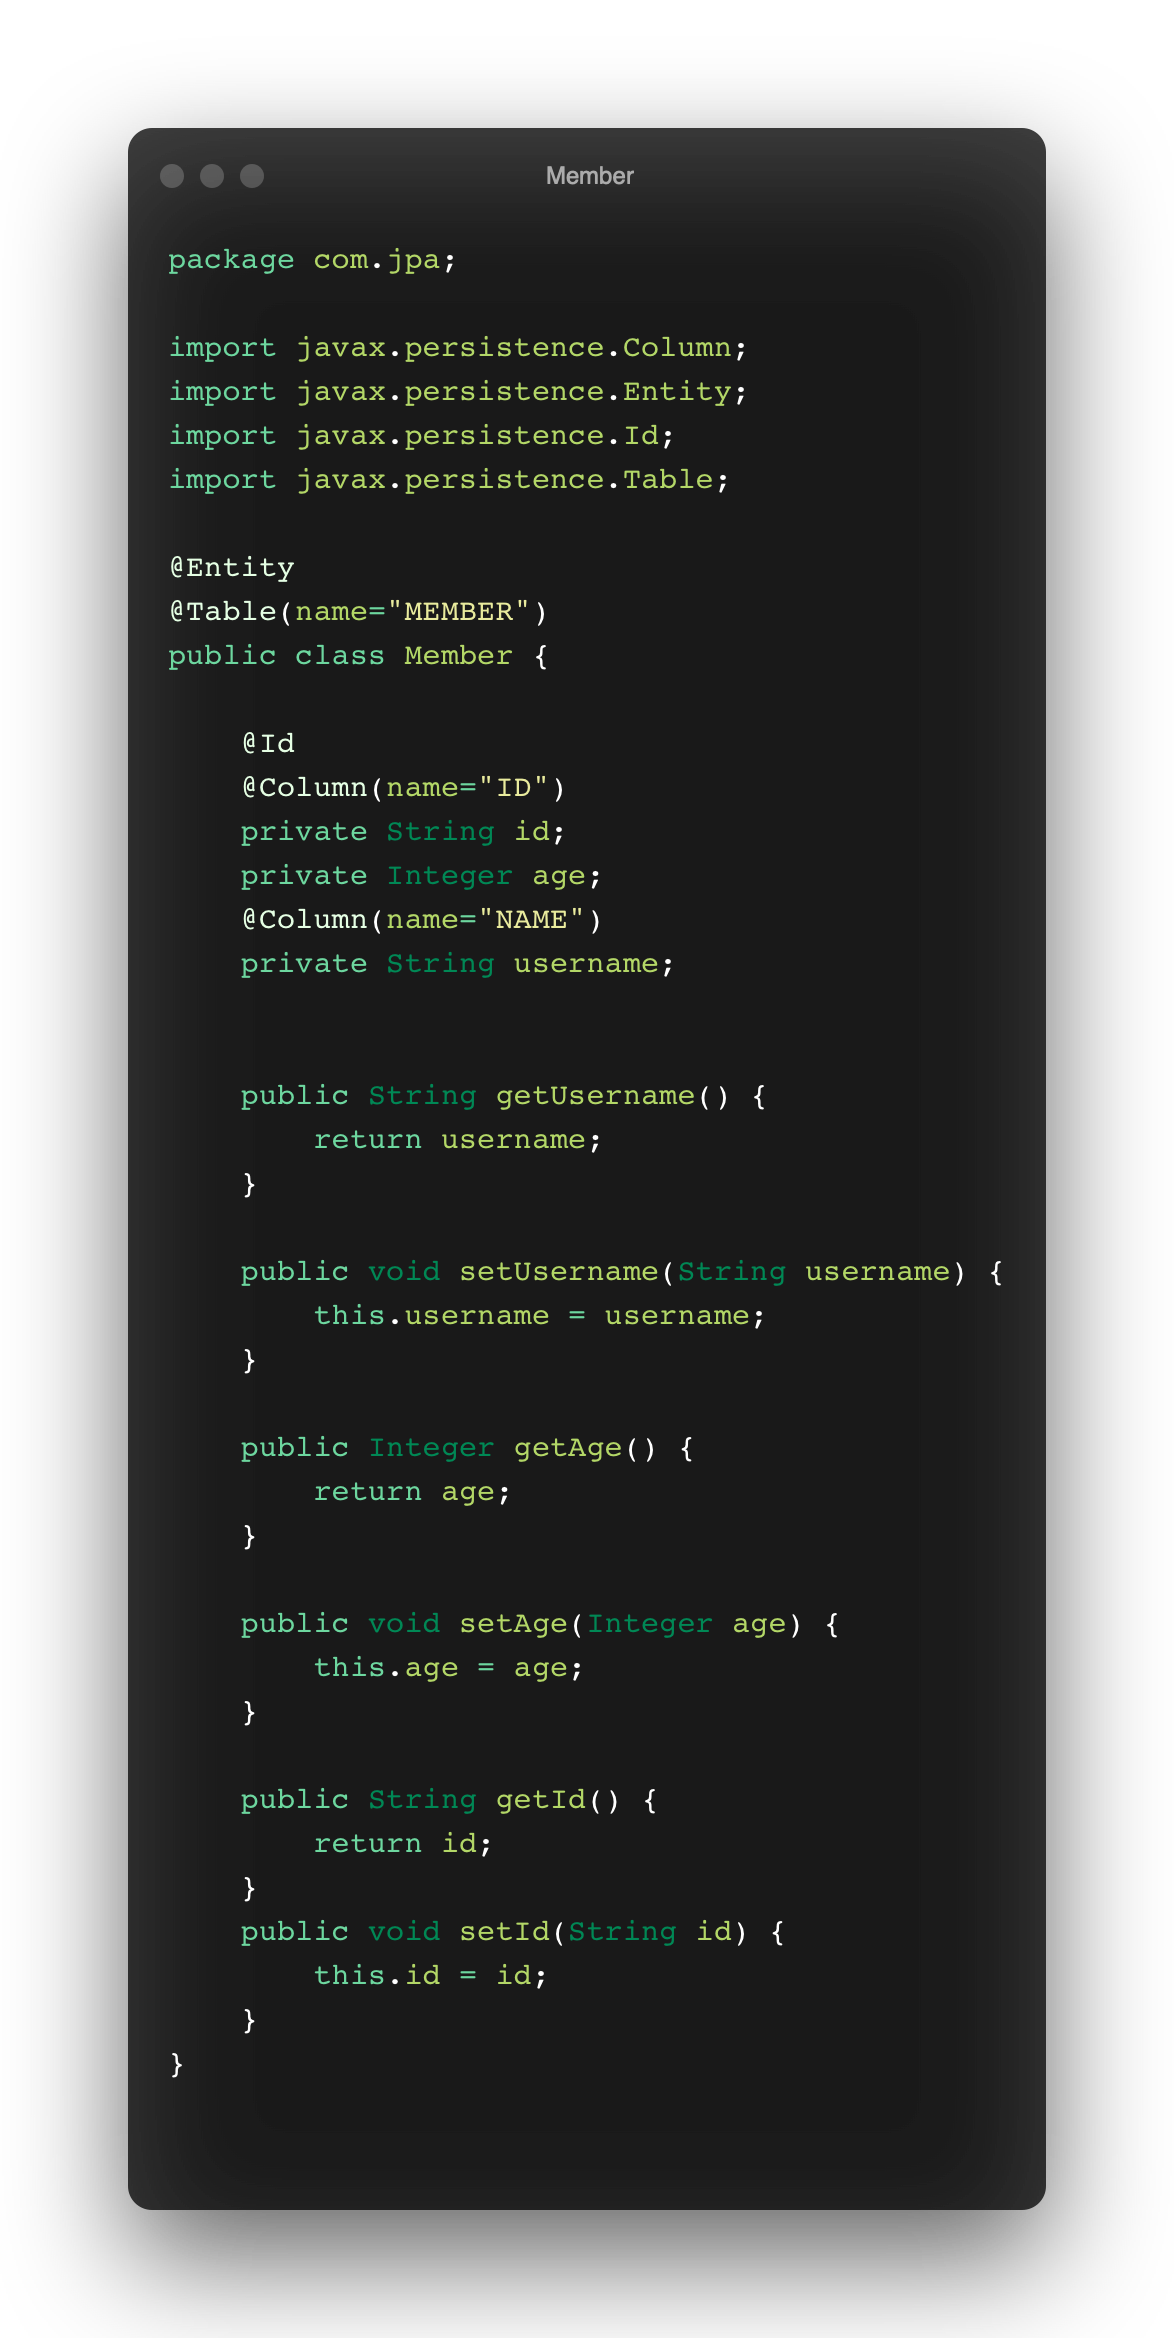 Member
package com.jpa;
import javax.persistence.Column;
import javax.persistence.Entity;
import javax.persistence.Id;
import javax.persistence.Table;
@Entity
@Table(name="MEMBER")
public class Member {
    @Id
    @Column(name="ID")
    private String id;
    private Integer age;
    @Column(name="NAME")
    private String username;
    public String getUsername() {
        return username;
    }
    public void setUsername(String username) {
        this.username = username;
    }
    public Integer getAge() {
        return age;
    }
    public void setAge(Integer age) {
        this.age = age;
    }
    public String getId() {
        return id;
    }
    public void setId(String id) {
        this.id = id;
    }
}